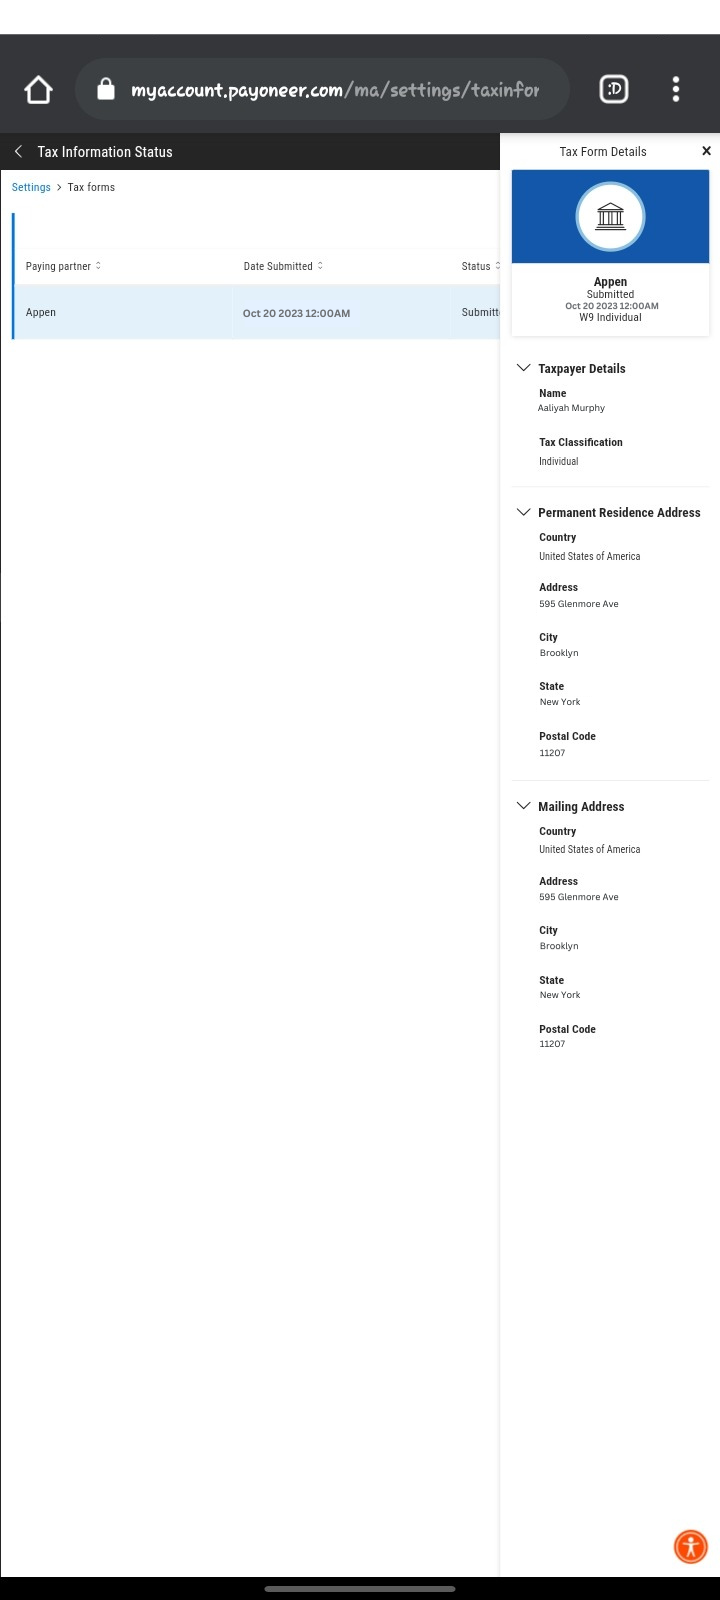 myaccount.payoneer.com/ma/settings/taxinfor
:D
Tax Information Status
Settings > Tax forms
Paying partner
Date Submitted
Status
Appen
Oct 20 2023 12:00AM
Submitt
Tax Form Details
×
Appen
Submitted
Oct 20 2023 12:00AM
W9 Individual
Taxpayer Details
Name
Aaliyah Murphy
Tax Classification
Individual
Permanent Residence Address
Country
United States of America
Address
595 Glenmore Ave
City
Brooklyn
State
New York
Postal Code
11207
Mailing Address
Country
United States of America
Address
595 Glenmore Ave
City
Brooklyn
State
New York
Postal Code
11207